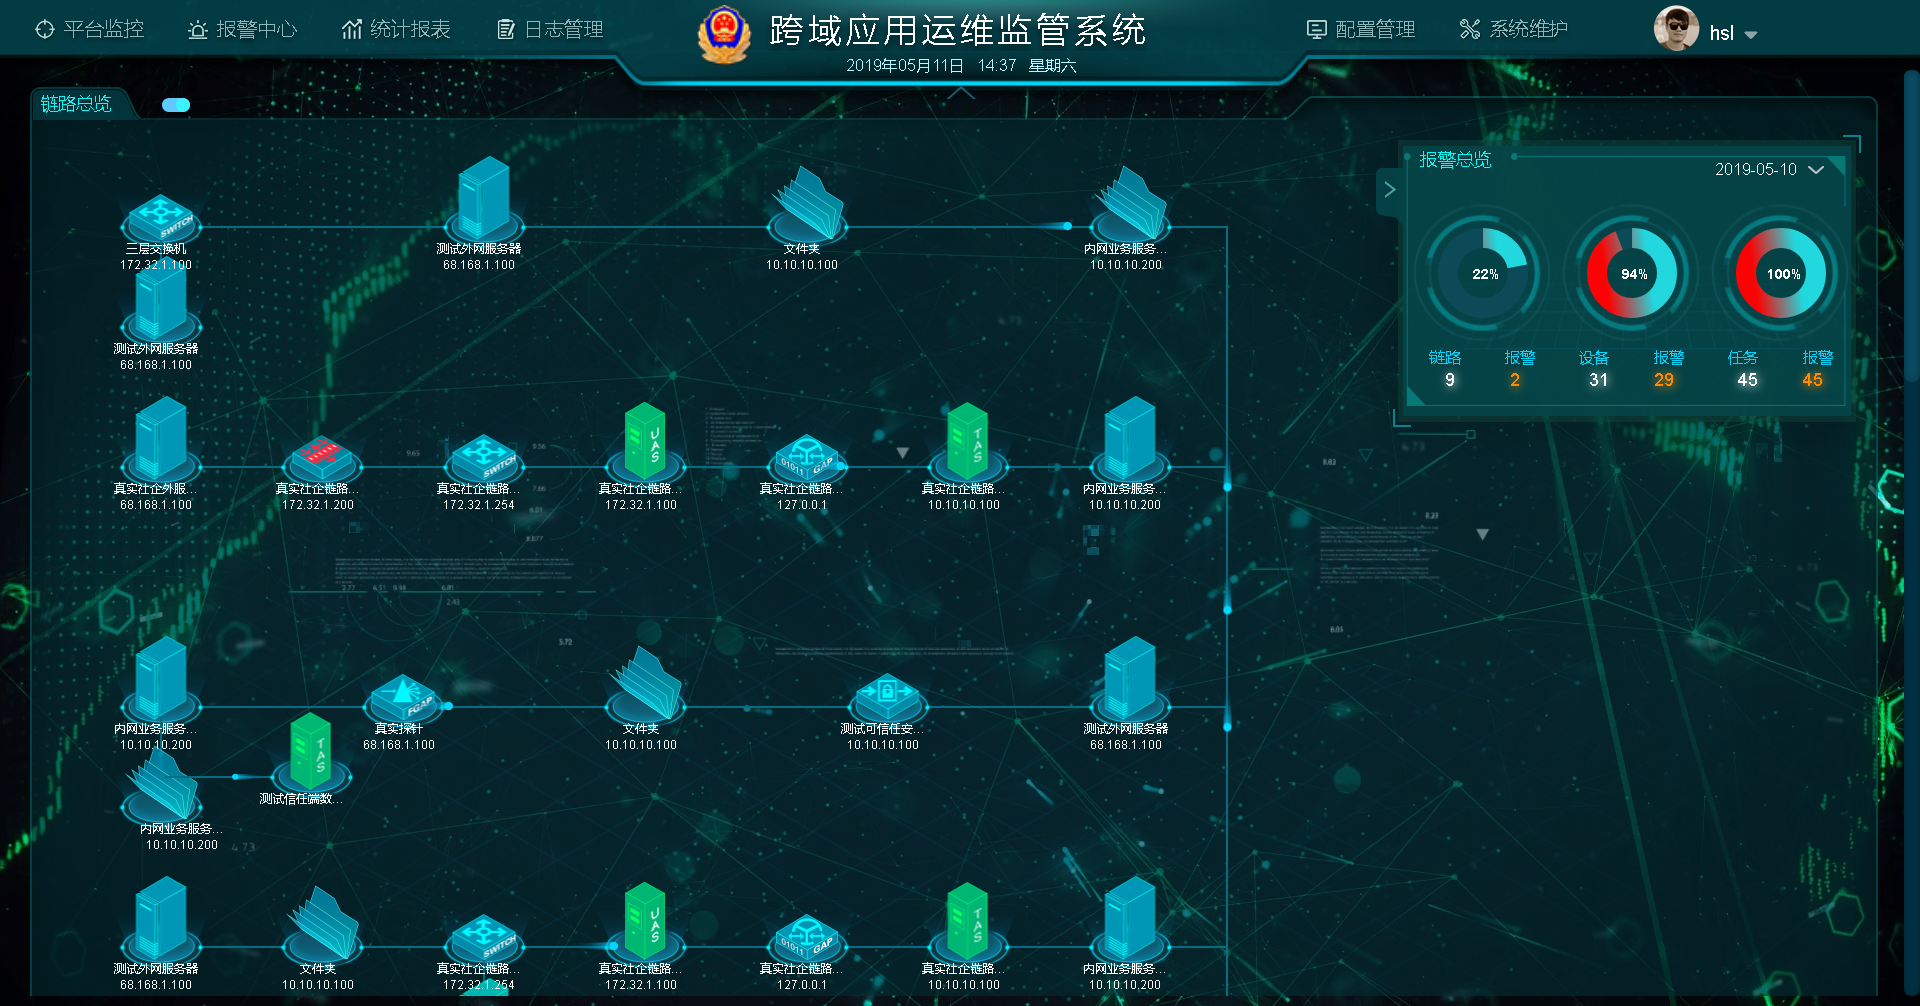 平台监控 报警中心 统计报表 日志管理 跨域应用运维监管系统 配置管理 系统维护 hsl
2019年05月11日 14:37 星期六
链路总览
报警总览
2019-05-10
22% 94% 100%
链路 报警 设备 报警 任务 报警
9 2 31 29 45 45
SWITCH
三层交换机 测试外网服务器 文件夹 内网业务服务...
172.32.1.100 68.168.1.100 10.10.10.100 10.10.10.200
测试外网服务器
68.168.1.100
SWITCH UAS 01011 GAP TAS
真实社企外服... 真实社企链路... 真实社企链路... 真实社企链路... 真实社企链路... 真实社企链路... 内网业务服务...
68.168.1.100 172.32.1.200 172.32.1.254 172.32.1.100 127.0.0.1 10.10.10.100 10.10.10.200
FGAP
内网业务服务... 真实探针 文件夹 测试可信任安... 测试外网服务器
10.10.10.200 68.168.1.100 10.10.10.100 10.10.10.100 68.168.1.100
TAS
测试信任端数...
内网业务服务...
10.10.10.200
SWITCH UAS 01011 GAP TAS
测试外网服务器 文件夹 真实社企链路... 真实社企链路... 真实社企链路... 真实社企链路... 内网业务服务...
68.168.1.100 10.10.10.100 172.32.1.254 172.32.1.100 127.0.0.1 10.10.10.100 10.10.10.200